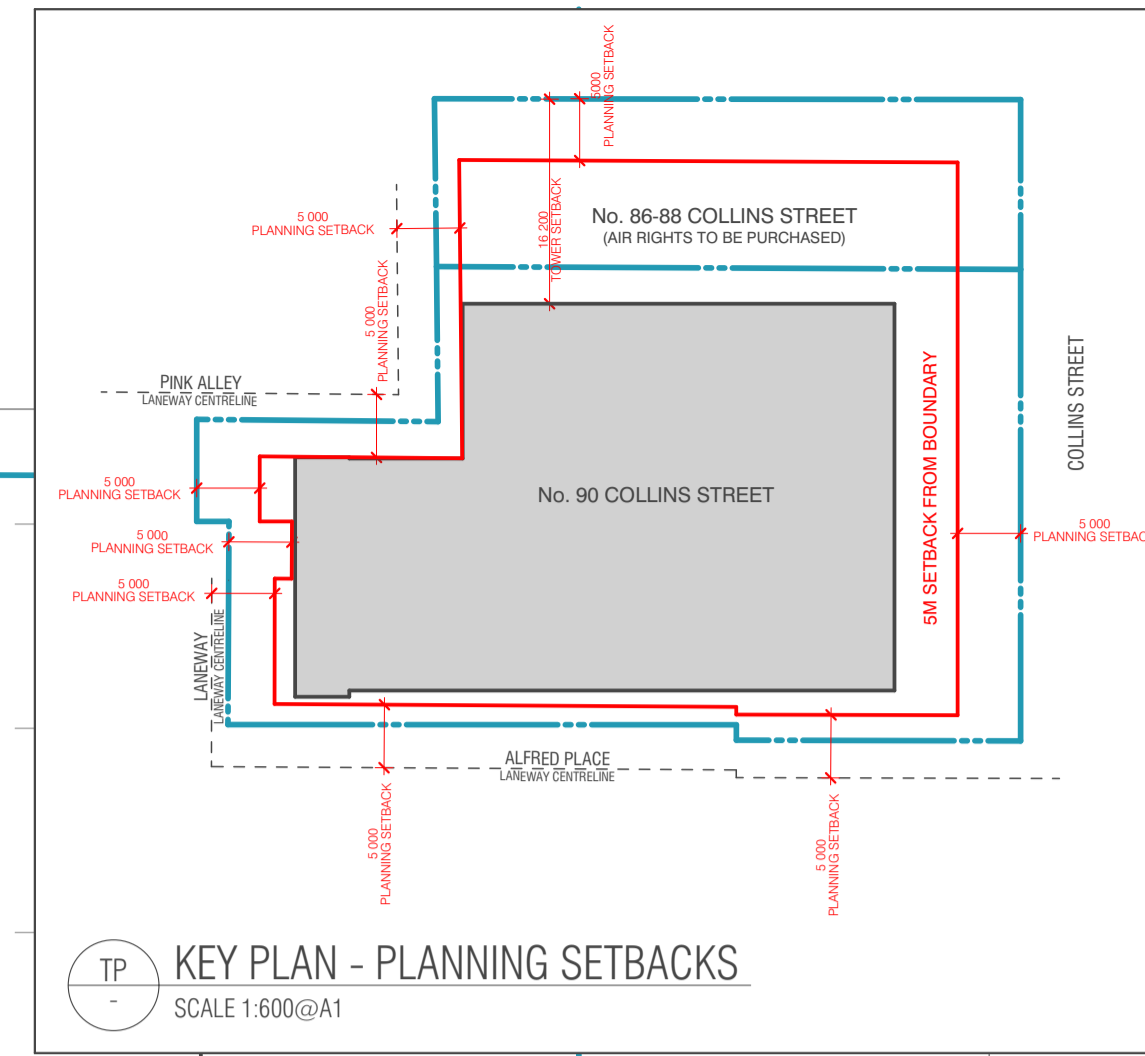 5000
PLANNING SETBACK
5 000
PLANNING SETBACK
16 200
TOWER SETBACK
No. 86-88 COLLINS STREET
(AIR RIGHTS TO BE PURCHASED)
5 000
PLANNING SETBACK
PINK ALLEY
LANEWAY CENTRELINE
COLLINS STREET
5M SETBACK FROM BOUNDARY
No. 90 COLLINS STREET
5 000
PLANNING SETBACK
5 000
PLANNING SETBACK
5 000
PLANNING SETBAC
5 000
PLANNING SETBACK
LANEWAY
LANEWAY CENTRELINE
ALFRED PLACE
LANEWAY CENTRELINE
5 000
PLANNING SETBACK
5 000
PLANNING SETBACK
TP
-
KEY PLAN - PLANNING SETBACKS
SCALE 1:600@A1